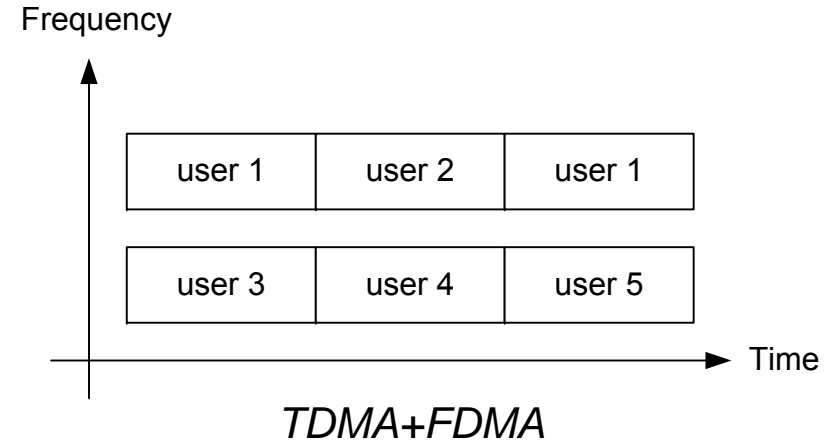 Frequency
user 1 user 2 user 1
user 3 user 4 user 5
Time
TDMA+FDMA